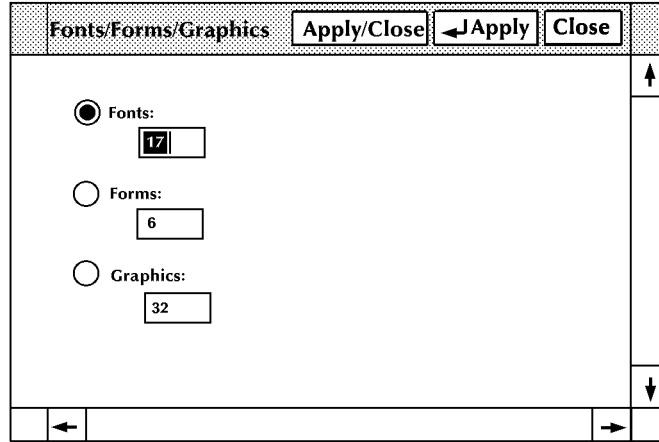 Fonts/Forms/Graphics Apply/Close Apply Close
Fonts:
17
Forms:
6
Graphics:
32